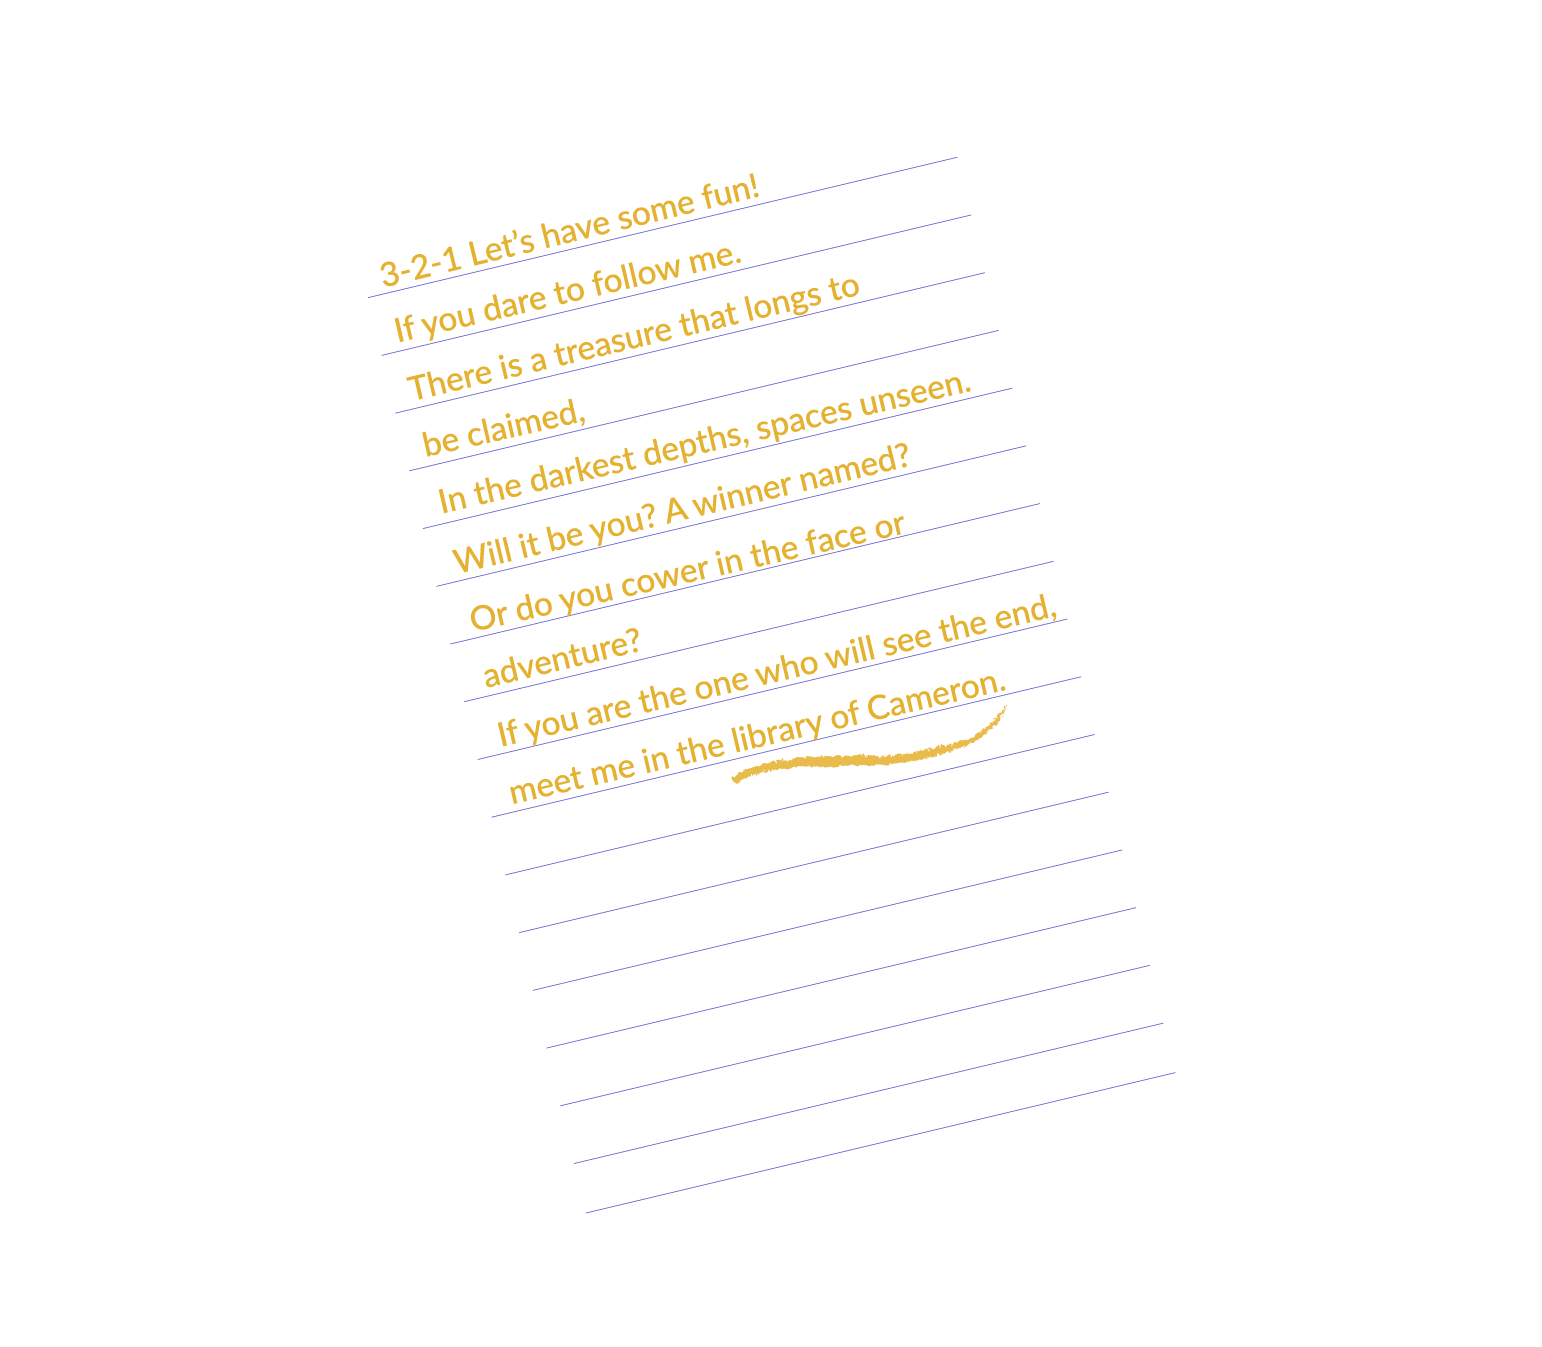 3-2-1 Let’s have some fun!
If you dare to follow me.
There is a treasure that longs to
be claimed,
In the darkest depths, spaces unseen.
Will it be you? A winner named?
Or do you cower in the face or
adventure?
If you are the one who will see the end,
meet me in the library of Cameron.